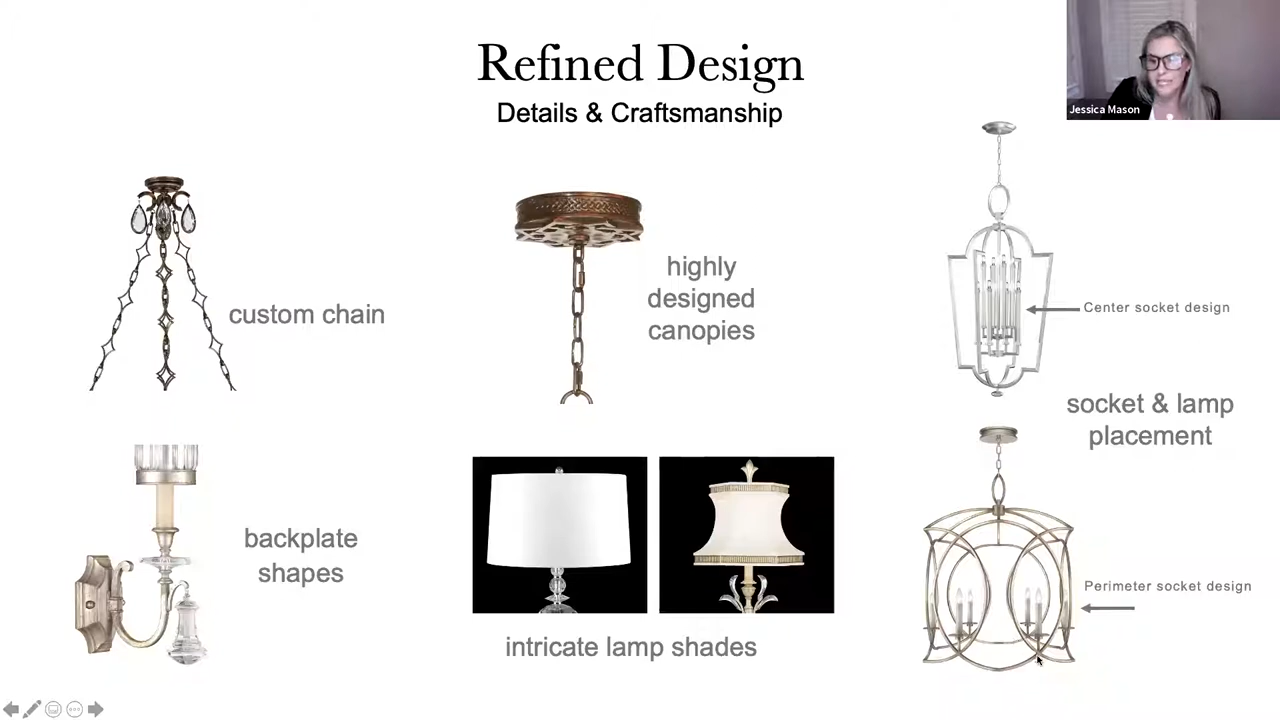 Refined Design
Details & Craftsmanship
Jessica Mason
custom chain
highly
designed
canopies
Center socket design
socket & lamp
placement
backplate
shapes
intricate lamp shades
Perimeter socket design